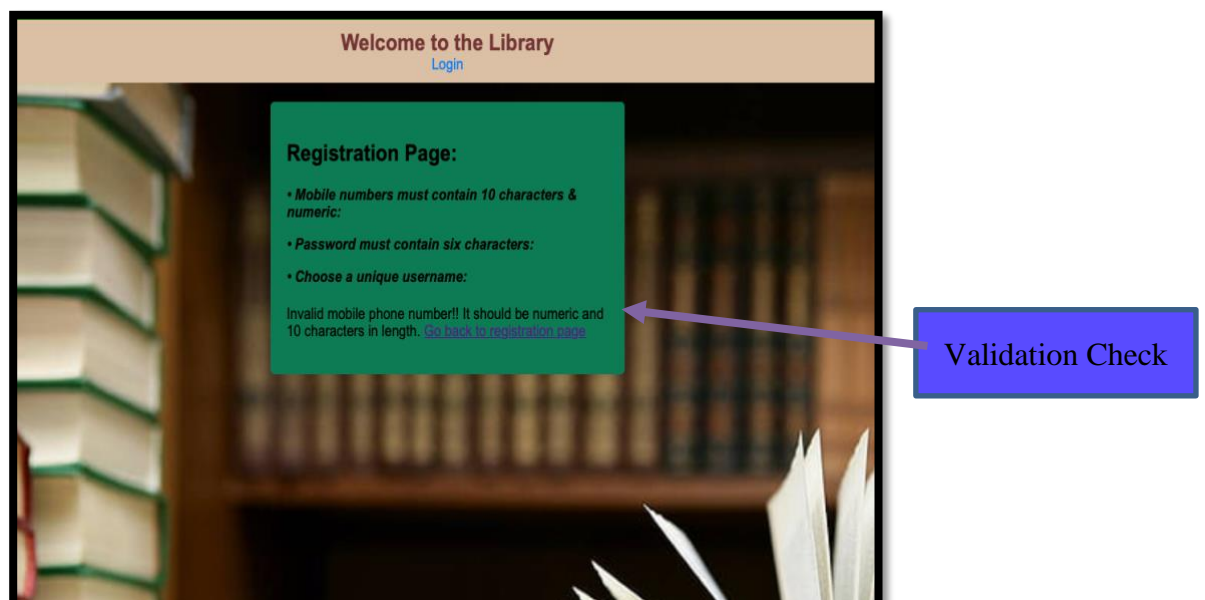 Welcome to the Library
Login
Registration Page:
• Mobile numbers must contain 10 characters &
numeric:
• Password must contain six characters:
• Choose a unique username:
Invalid mobile phone number!! It should be numeric and
10 characters in length. Go back to registration page
Validation Check